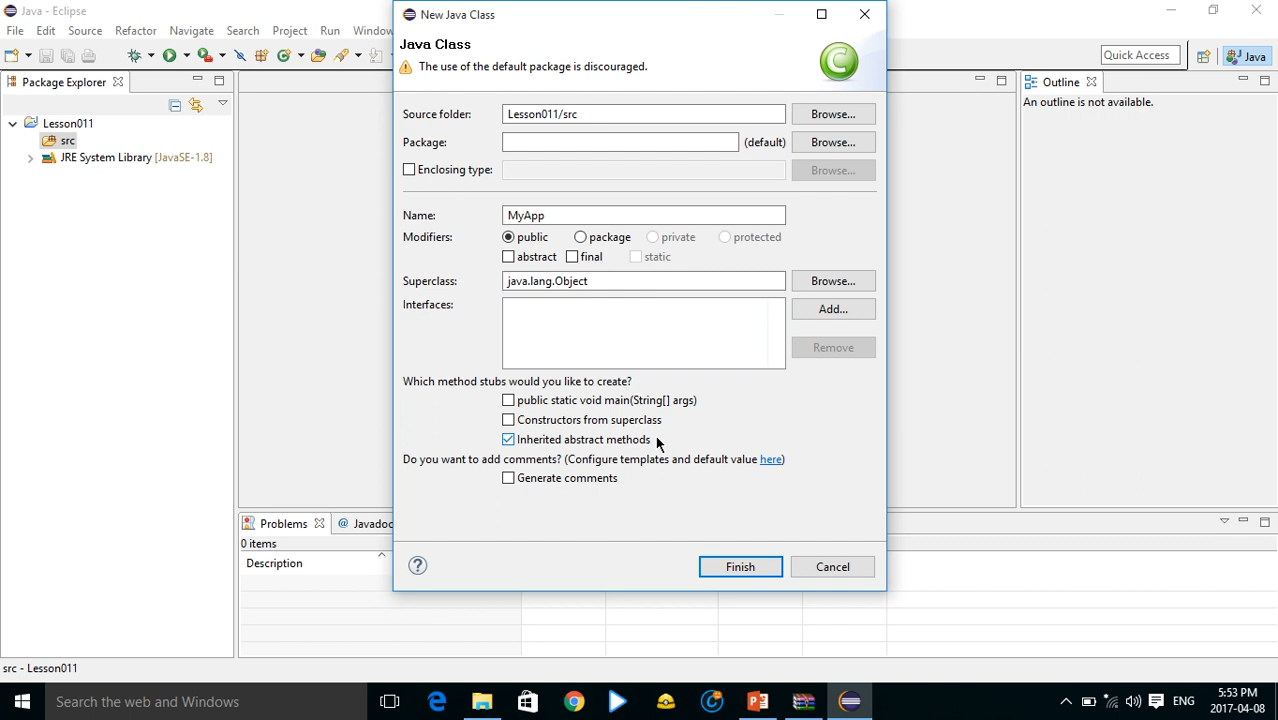 Java - Eclipse
File Edit Source Refactor Navigate Search Project Run Window
Quick Access
Java
Package Explorer
Lesson011
src
JRE System Library [JavaSE-1.8]
New Java Class
Java Class
The use of the default package is discouraged.
Source folder: Lesson011/src Browse...
Package: (default) Browse...
Enclosing type: Browse...
Name: MyApp
Modifiers: public package private protected
abstract final static
Superclass: java.lang.Object Browse...
Interfaces: Add...
Remove
Which method stubs would you like to create?
public static void main(String[] args)
Constructors from superclass
Inherited abstract methods
Do you want to add comments? (Configure templates and default value here)
Generate comments
Finish Cancel
Outline
An outline is not available.
Problems @ Javadoc
0 items
Description
src - Lesson011
Search the web and Windows
ENG
5:53 PM
2017-04-08